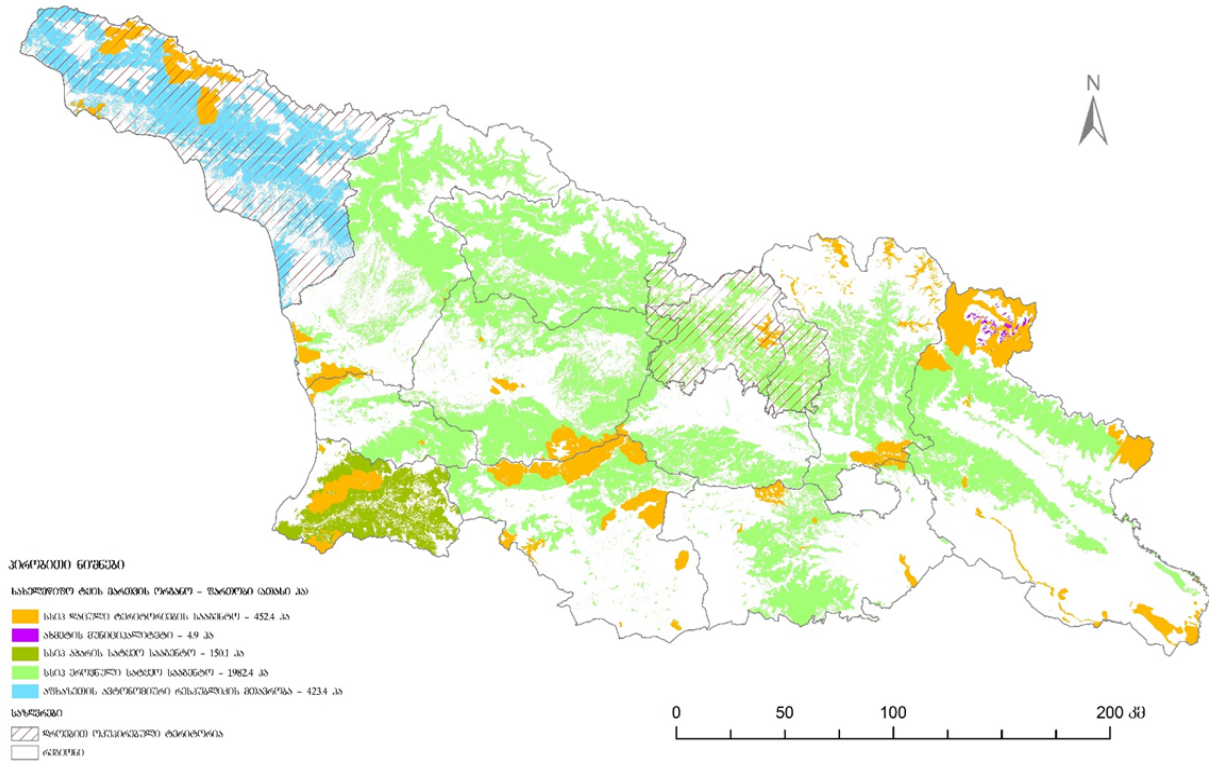 N
პირობითი ნიშნები
სახელმწიფო ტყის მართვის ორგანო - ფართობი (ათასი ჰა)
სსიპ დაცული ტერიტორიების სააგენტო - 452.4 ჰა
ახმეტის მუნიციპალიტეტი - 4.9 ჰა
სსიპ აჭარის სატყეო სააგენტო - 150.1 ჰა
სსიპ ეროვნული სატყეო სააგენტო - 1982.4 ჰა
აფხაზეთის ავტონომიური რესპუბლიკის მთავრობა - 423.4 ჰა
საზღვრები
დროებით ოკუპირებული ტერიტორია
რეგიონი
0 50 100 200 კმ